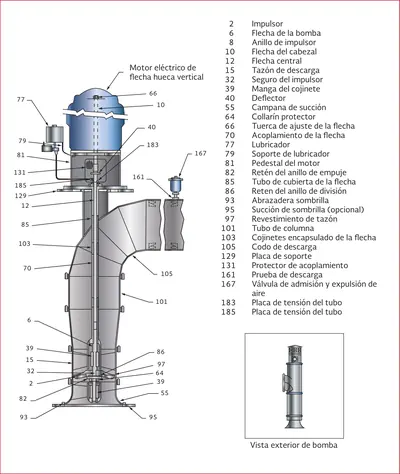 Motor eléctrico de
flecha hueca vertical
66
10
77
40
79
183
167
81
131
161
185
129
12
85
103
105
70
101
6
39
86
15
97
32
64
2
39
82
55
93
95
2 Impulsor
6 Flecha de la bomba
8 Anillo de impulsor
10 Flecha del cabezal
12 Flecha central
15 Tazón de descarga
32 Seguro del impulsor
39 Manga del cojinete
40 Deflector
55 Campana de succión
64 Collarín protector
66 Tuerca de ajuste de la flecha
70 Acoplamiento de la flecha
77 Lubricador
79 Soporte de lubricador
81 Pedestal del motor
82 Retén del anillo de empuje
85 Tubo de cubierta de la flecha
86 Reten del anillo de división
93 Abrazadera sombrilla
95 Succión de sombrilla (opcional)
97 Revestimiento de tazón
101 Tubo de columna
103 Cojinetes encapsulado de la flecha
105 Codo de descarga
129 Placa de soporte
131 Protector de acoplamiento
161 Prueba de descarga
167 Válvula de admisión y expulsión de
aire
183 Placa de tensión del tubo
185 Placa de tensión del tubo
Vista exterior de bomba